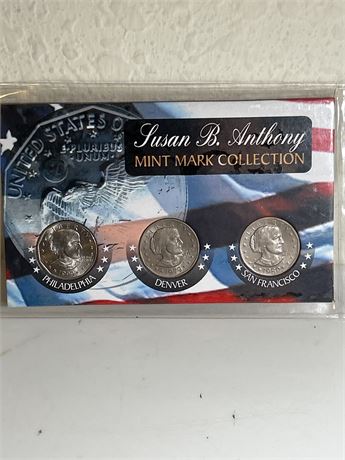 Susan B. Anthony
MINT MARK COLLECTION
UNITED STATES O
E PLURIBUS
UNUM
PHILADELPHIA
DENVER
SAN FRANCISCO